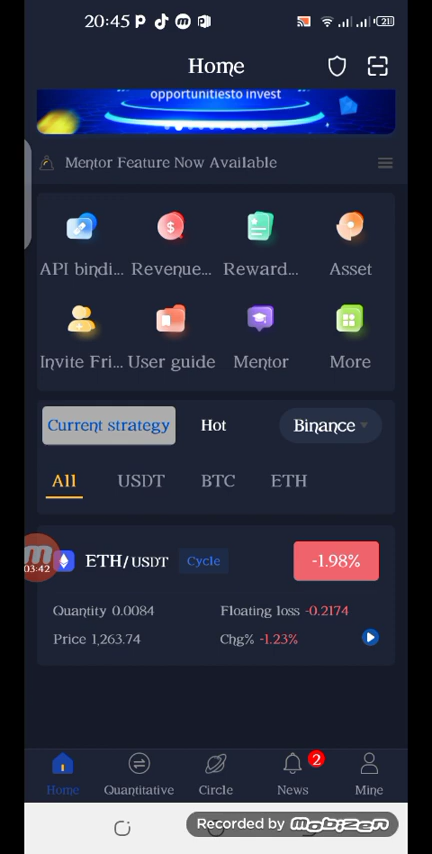 20:45
21
Home
opportunitiesto invest
Mentor Feature Now Available
API bindi... Revenue... Reward... Asset
Invite Fri... User guide Mentor More
Current strategy Hot Binance
All USDT BTC ETH
ETH/USDT Cycle -1.98%
03:42
Quantity 0.0084 Floating loss -0.2174
Price 1,263.74 Chg% -1.23%
2
Home Quantitative Circle News Mine
Recorded by mobizen